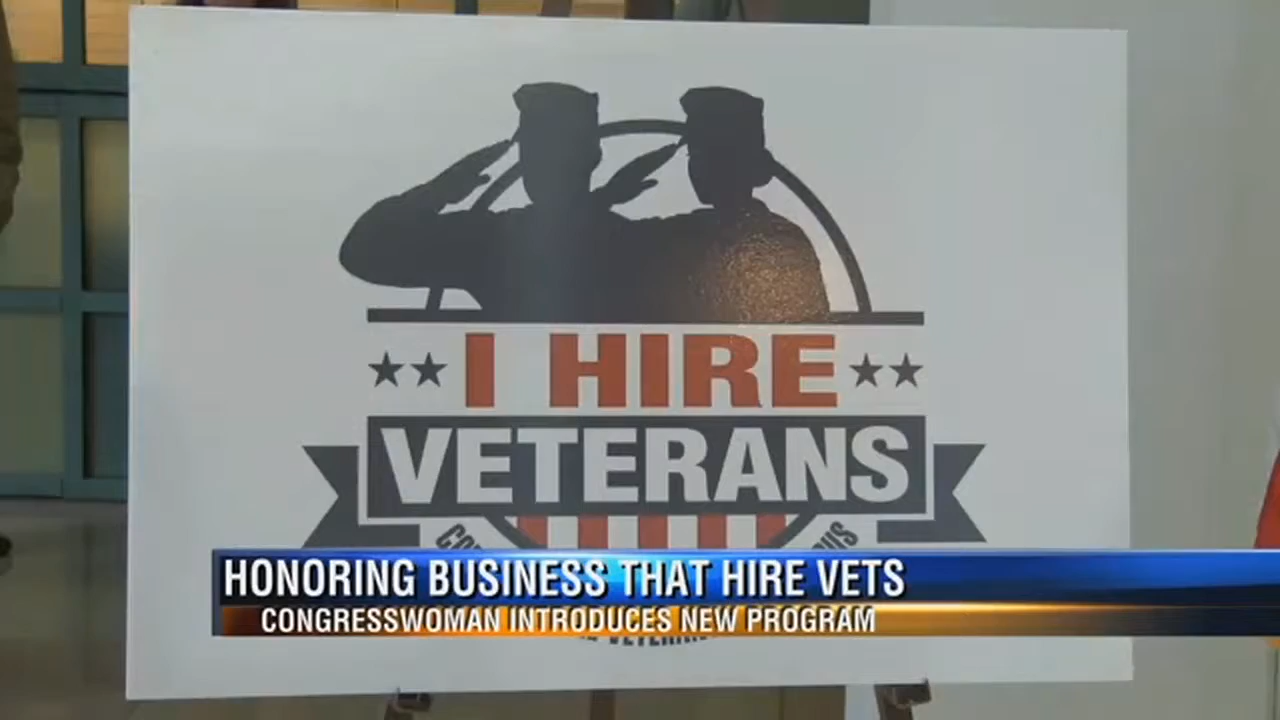 I HIRE
VETERANS
HONORING BUSINESS THAT HIRE VETS
CONGRESSWOMAN INTRODUCES NEW PROGRAM